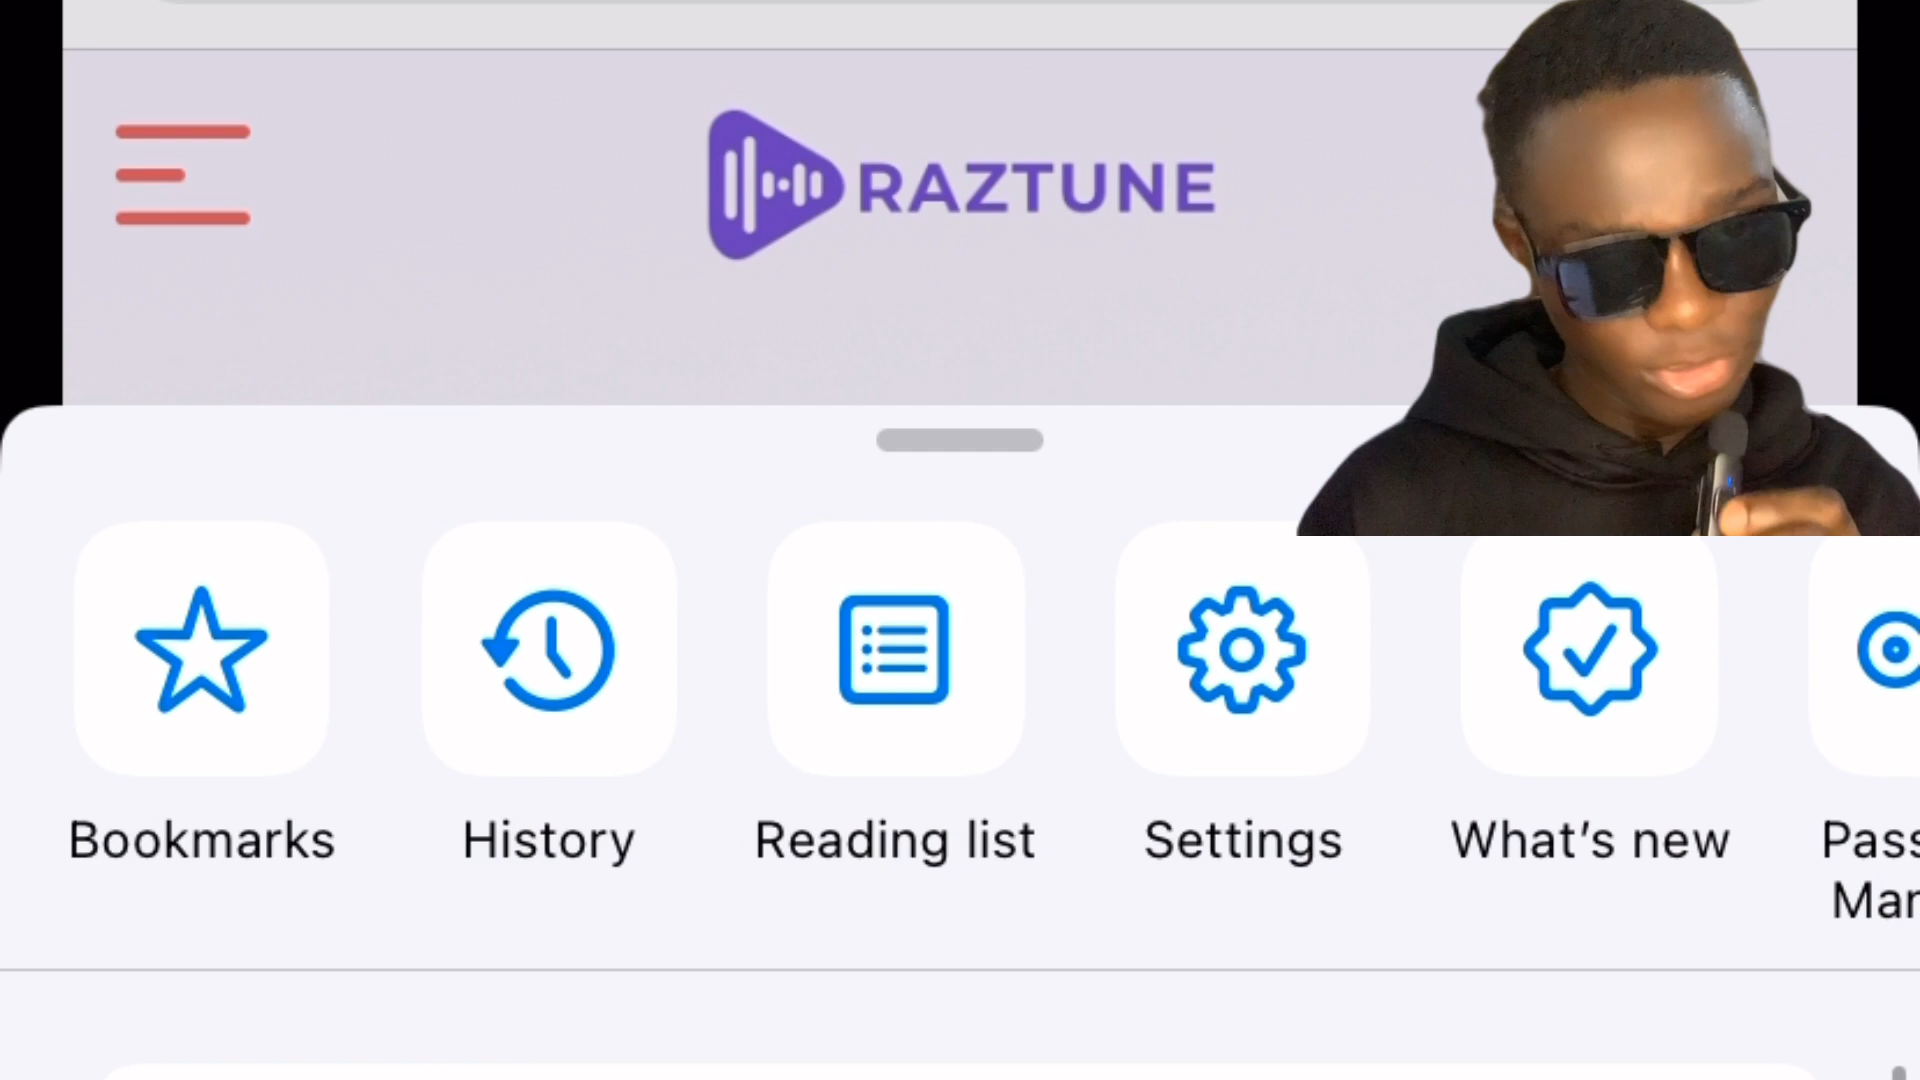 RAZTUNE
Bookmarks
History
Reading list
Settings
What's new